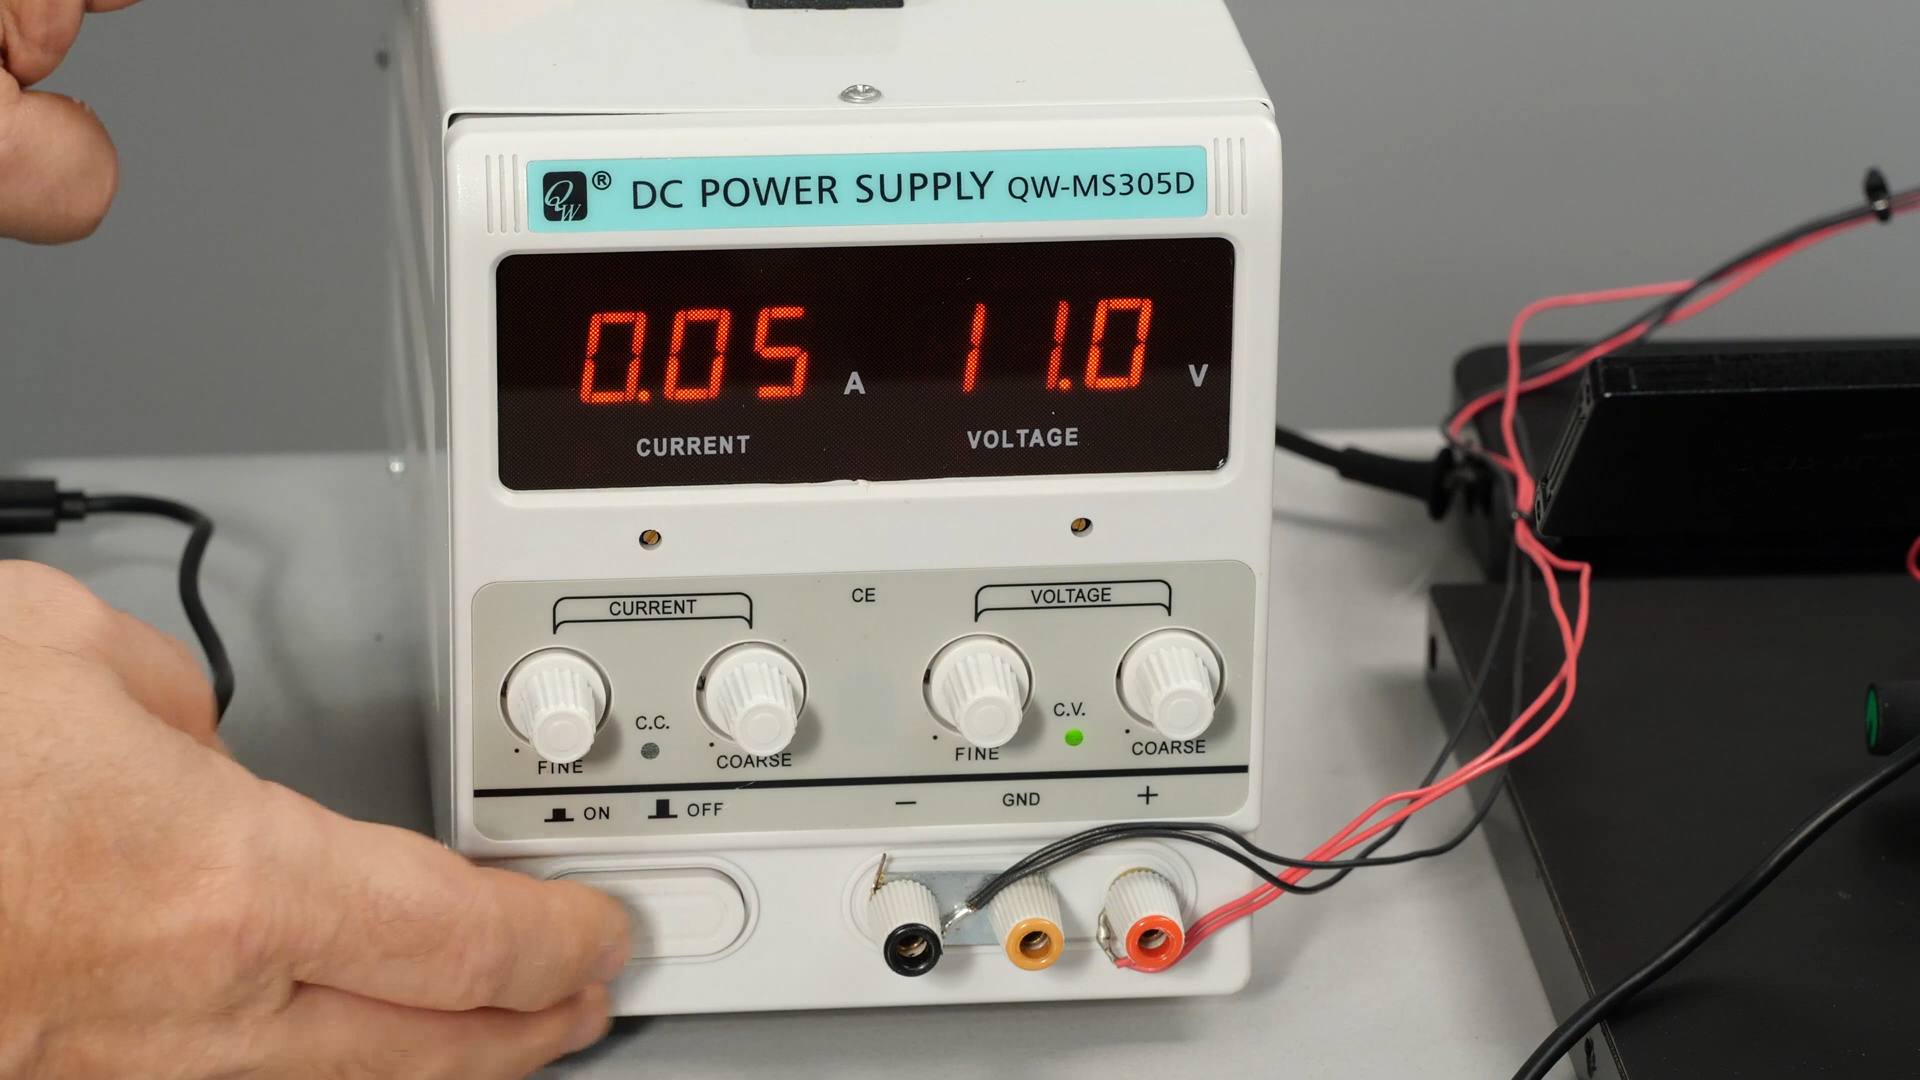 QW ® DC POWER SUPPLY QW-MS305D
0.05 A 11.0 V
CURRENT VOLTAGE
CURRENT CE VOLTAGE
C.C. C.V.
FINE COARSE FINE COARSE
ON OFF − GND +